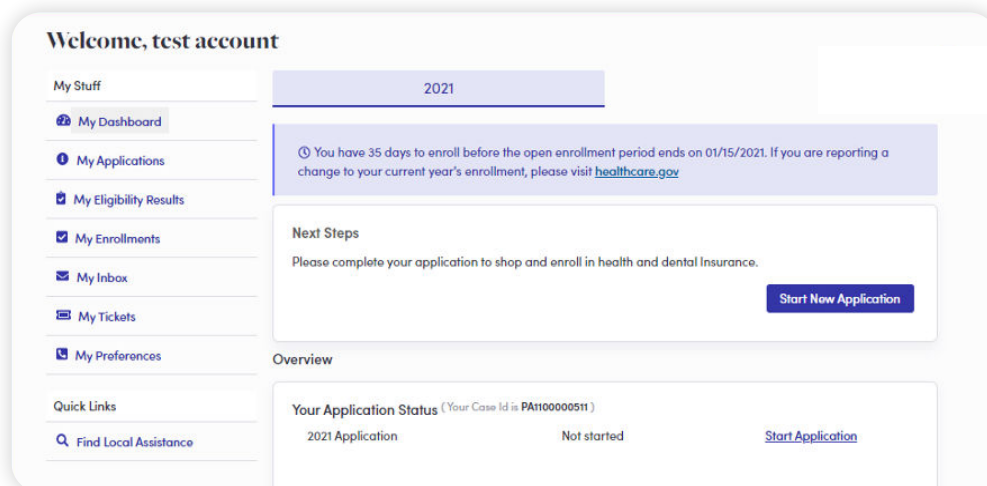 Welcome, test account
My Stuff
My Dashboard
My Applications
My Eligibility Results
My Enrollments
My Inbox
My Tickets
My Preferences
Quick Links
Find Local Assistance
2021
You have 35 days to enroll before the open enrollment period ends on 01/15/2021. If you are reporting a
change to your current year's enrollment, please visit healthcare.gov
Next Steps
Please complete your application to shop and enroll in health and dental Insurance.
Start New Application
Overview
Your Application Status (Your Case Id is PA1100000511)
2021 Application Not started Start Application